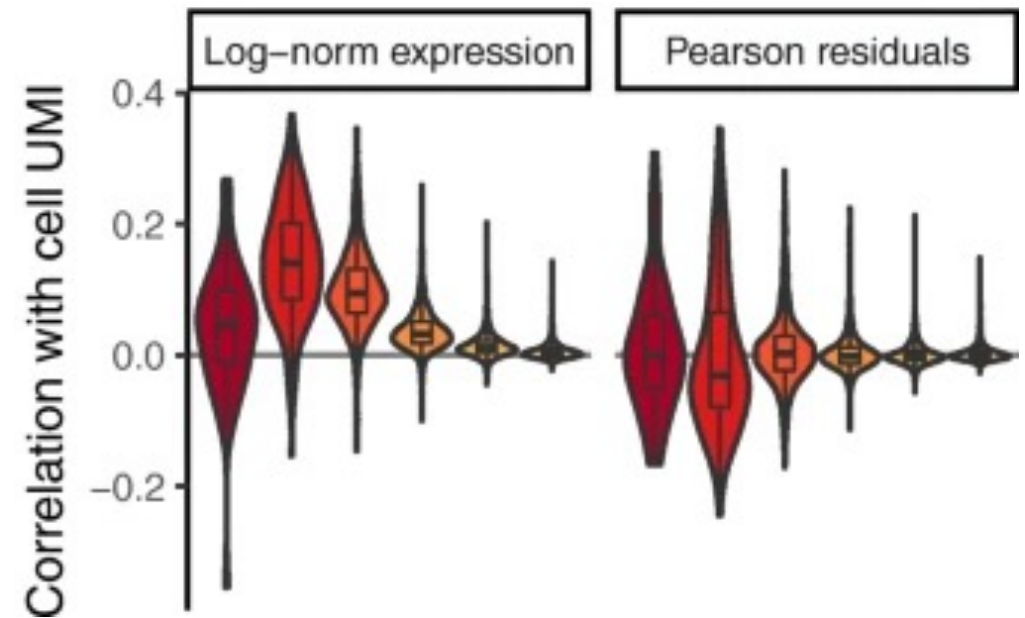 Log−norm expression
Pearson residuals
Correlation with cell UMI
0.4
0.2
0.0
−0.2